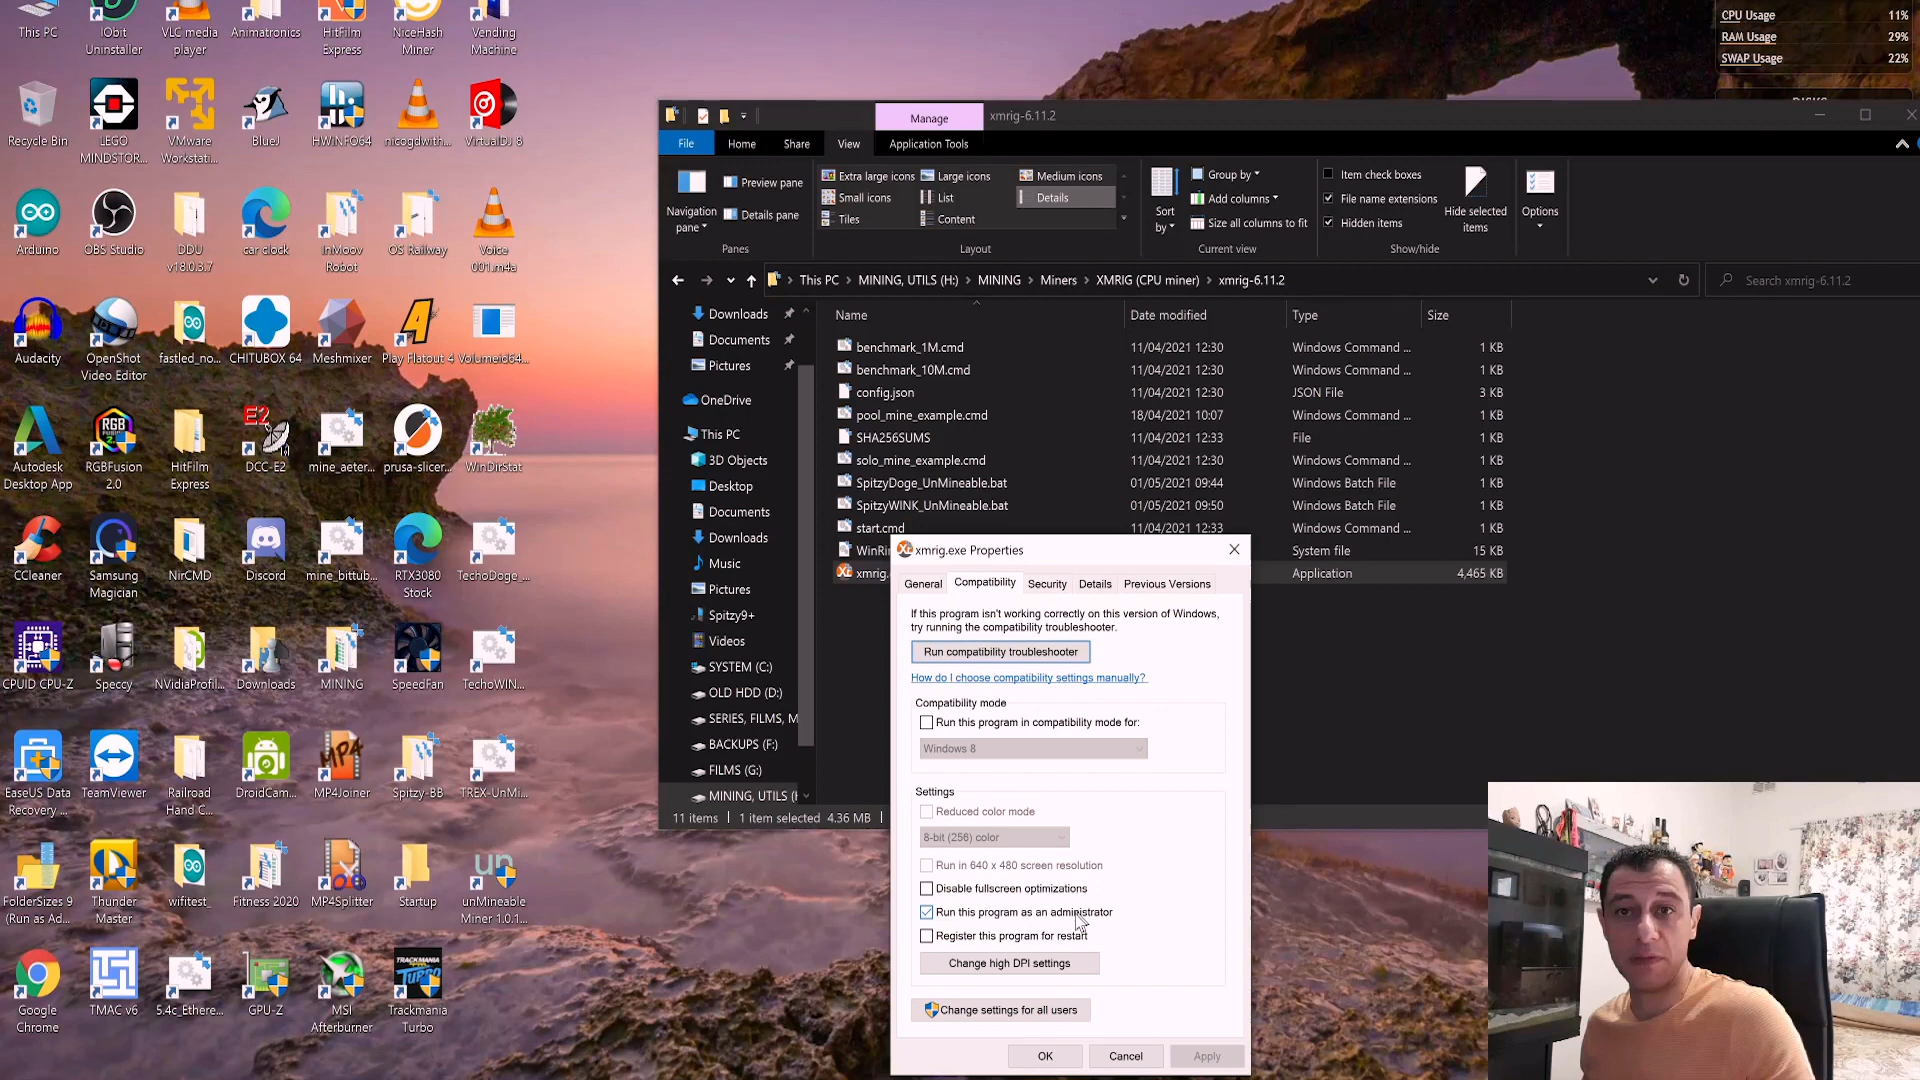 This PC
IObit
Uninstaller
VLC media
player
Animatronics
HitFilm
Express
NiceHash
Miner
Vending
Machine
Recycle Bin
LEGO
MINDSTOR...
VMware
Workstati...
BlueJ
HWiNFO64
nicogdwith...
VirtualDJ 8
Arduino
OBS Studio
DDU
v18.0.3.7
car clock
InMoov
Robot
OS Railway
Voice
001.m4a
Audacity
OpenShot
Video Editor
fastled_no...
CHITUBOX 64
Meshmixer
Play Flatout 4
Volumeid64...
Autodesk
Desktop App
RGB
FUSION
RGBFusion
2.0
HitFilm
Express
E2
DCC-E2
mine_aeter...
prusa-slicer...
WinDirStat
CCleaner
Samsung
Magician
NirCMD
Discord
mine_bittub...
RTX3080
Stock
TechoDoge_...
CPUID CPU-Z
Speccy
NVidiaProfil...
Downloads
MINING
SpeedFan
TechoWIN...
EaseUS Data
Recovery ...
TeamViewer
Railroad
Hand C...
DroidCam...
MP4
MP4Joiner
Spitzy-BB
TREX-UnMi...
FolderSizes 9
(Run as Ad...
Thunder
Master
wifitest_
Fitness 2020
MP4Splitter
Startup
un
MINEABLE
unMineable
Miner 1.0.1...
Google
Chrome
TMAC v6
5.4c_Ethere...
GPU-Z
MSI
Afterburner
TRACKMANIA
TURBO
Trackmania
Turbo
CPU Usage 11%
RAM Usage 29%
SWAP Usage 22%
DISKS
Manage
xmrig-6.11.2
File
Home
Share
View
Application Tools
Navigation
pane
Preview pane
Details pane
Panes
Extra large icons
Large icons
Medium icons
Small icons
List
Details
Tiles
Content
Layout
Sort
by
Group by
Add columns
Size all columns to fit
Current view
Item check boxes
File name extensions
Hidden items
Hide selected
items
Show/hide
Options
This PC > MINING, UTILS (H:) > MINING > Miners > XMRIG (CPU miner) > xmrig-6.11.2
Search xmrig-6.11.2
Downloads
Documents
Pictures
OneDrive
This PC
3D Objects
Desktop
Documents
Downloads
Music
Pictures
Spitzy9+
Videos
SYSTEM (C:)
OLD HDD (D:)
SERIES, FILMS, M
BACKUPS (F:)
FILMS (G:)
MINING, UTILS (H
Name Date modified Type Size
benchmark_1M.cmd 11/04/2021 12:30 Windows Command ... 1 KB
benchmark_10M.cmd 11/04/2021 12:30 Windows Command ... 1 KB
config.json 11/04/2021 12:30 JSON File 3 KB
pool_mine_example.cmd 18/04/2021 10:07 Windows Command ... 1 KB
SHA256SUMS 11/04/2021 12:33 File 1 KB
solo_mine_example.cmd 11/04/2021 12:30 Windows Command ... 1 KB
SpitzyDoge_UnMineable.bat 01/05/2021 09:44 Windows Batch File 1 KB
SpitzyWINK_UnMineable.bat 01/05/2021 09:50 Windows Batch File 1 KB
start.cmd 11/04/2021 12:33 Windows Command ... 1 KB
WinRin System file 15 KB
xmrig. Application 4,465 KB
11 items 1 item selected 4.36 MB
xmrig.exe Properties
General Compatibility Security Details Previous Versions
If this program isn't working correctly on this version of Windows,
try running the compatibility troubleshooter.
Run compatibility troubleshooter
How do I choose compatibility settings manually?
Compatibility mode
Run this program in compatibility mode for:
Windows 8
Settings
Reduced color mode
8-bit (256) color
Run in 640 x 480 screen resolution
Disable fullscreen optimizations
Run this program as an administrator
Register this program for restart
Change high DPI settings
Change settings for all users
OK Cancel Apply